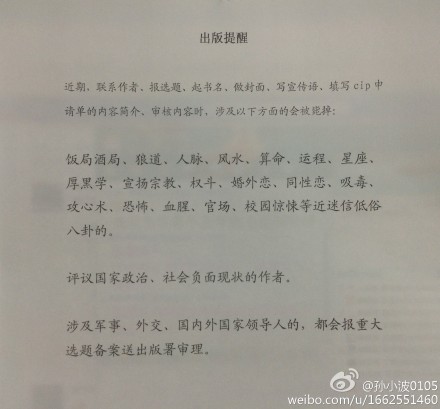 出版提醒
近期，联系作者、报选题、起书名、做封面、写宣传语、填写cip申
请单的内容简介、审核内容时，涉及以下方面的会被毙掉：
饭局酒局、狼道、人脉、风水、算命、运程、星座、
厚黑学、宣扬宗教、权斗、婚外恋、同性恋、吸毒、
攻心术、恐怖、血腥、官场、校园惊悚等近迷信低俗
八卦的。
评议国家政治、社会负面现状的作者。
涉及军事、外交、国内外国家领导人的，都会报重大
选题备案送出版署审理。
@孙小波0105
weibo.com/u/1662551460